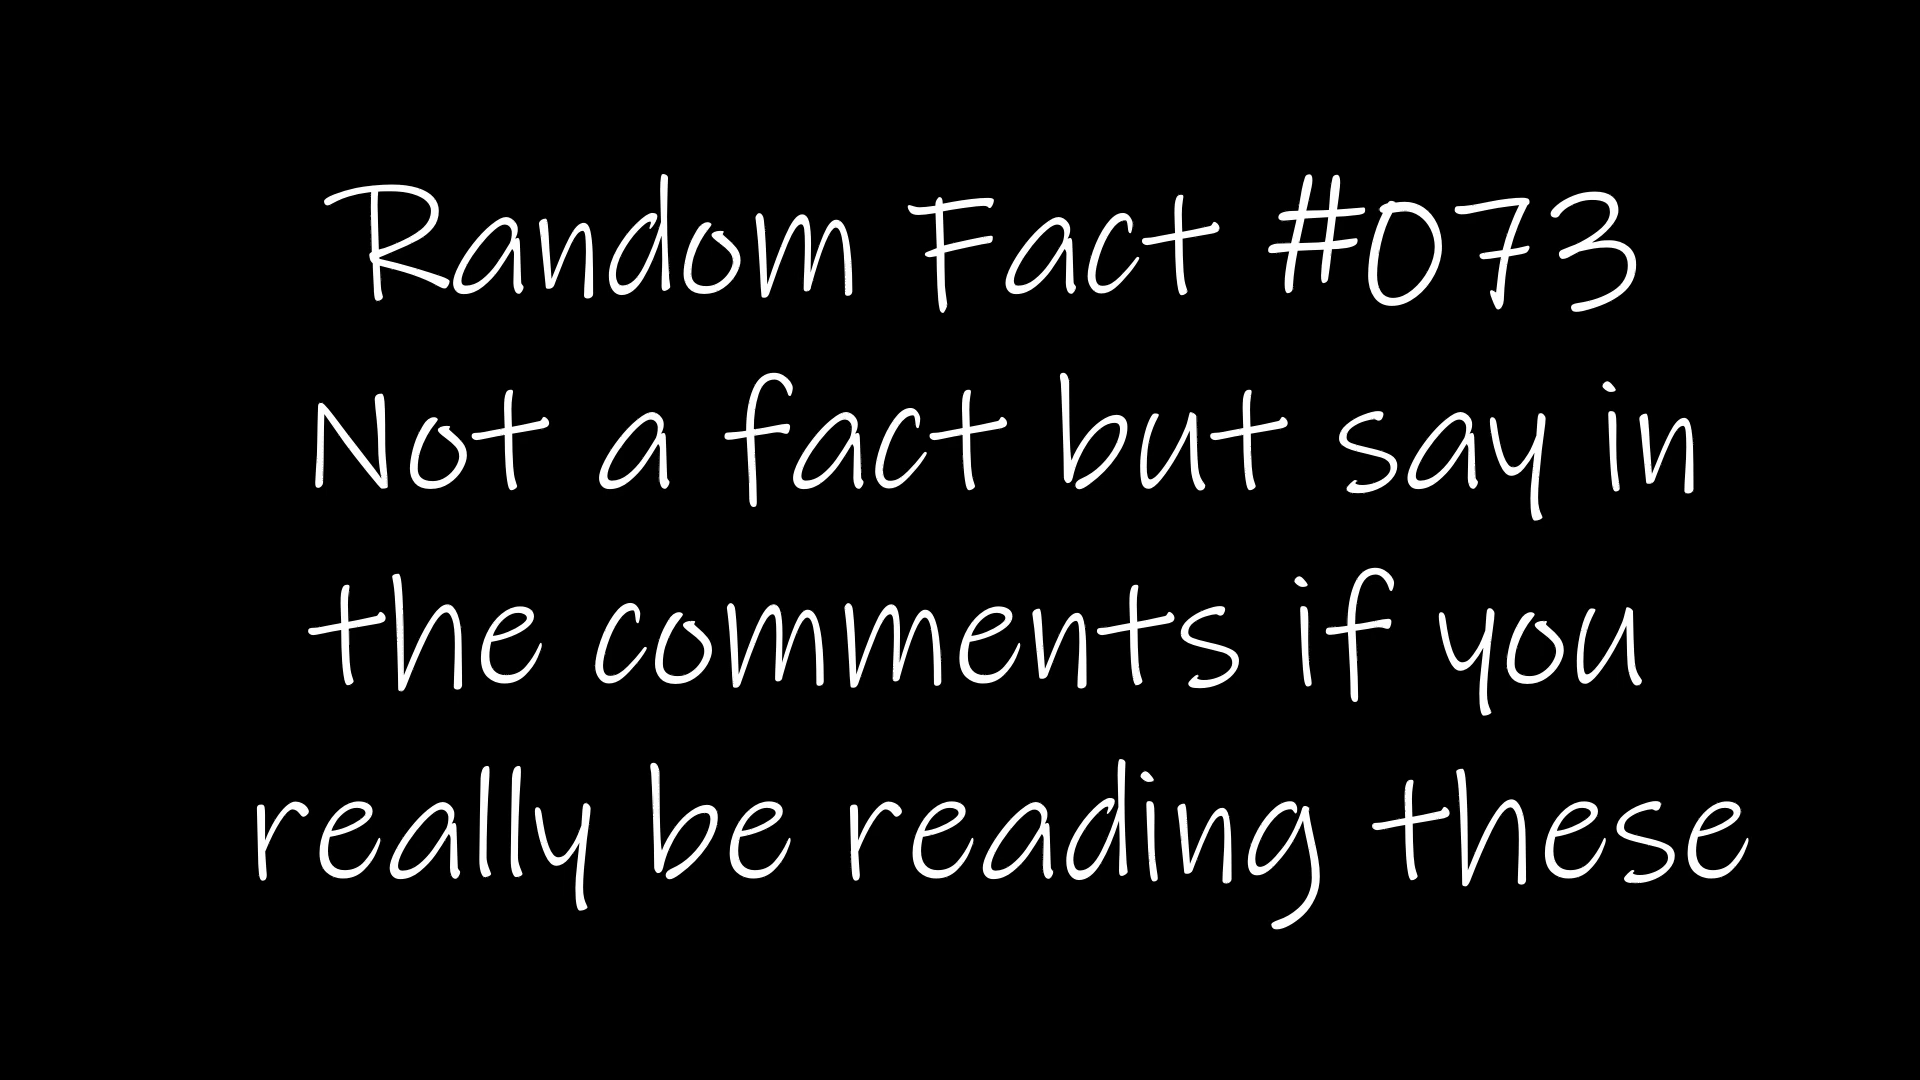 Random Fact #073
Not a fact but say in
the comments if you
really be reading these